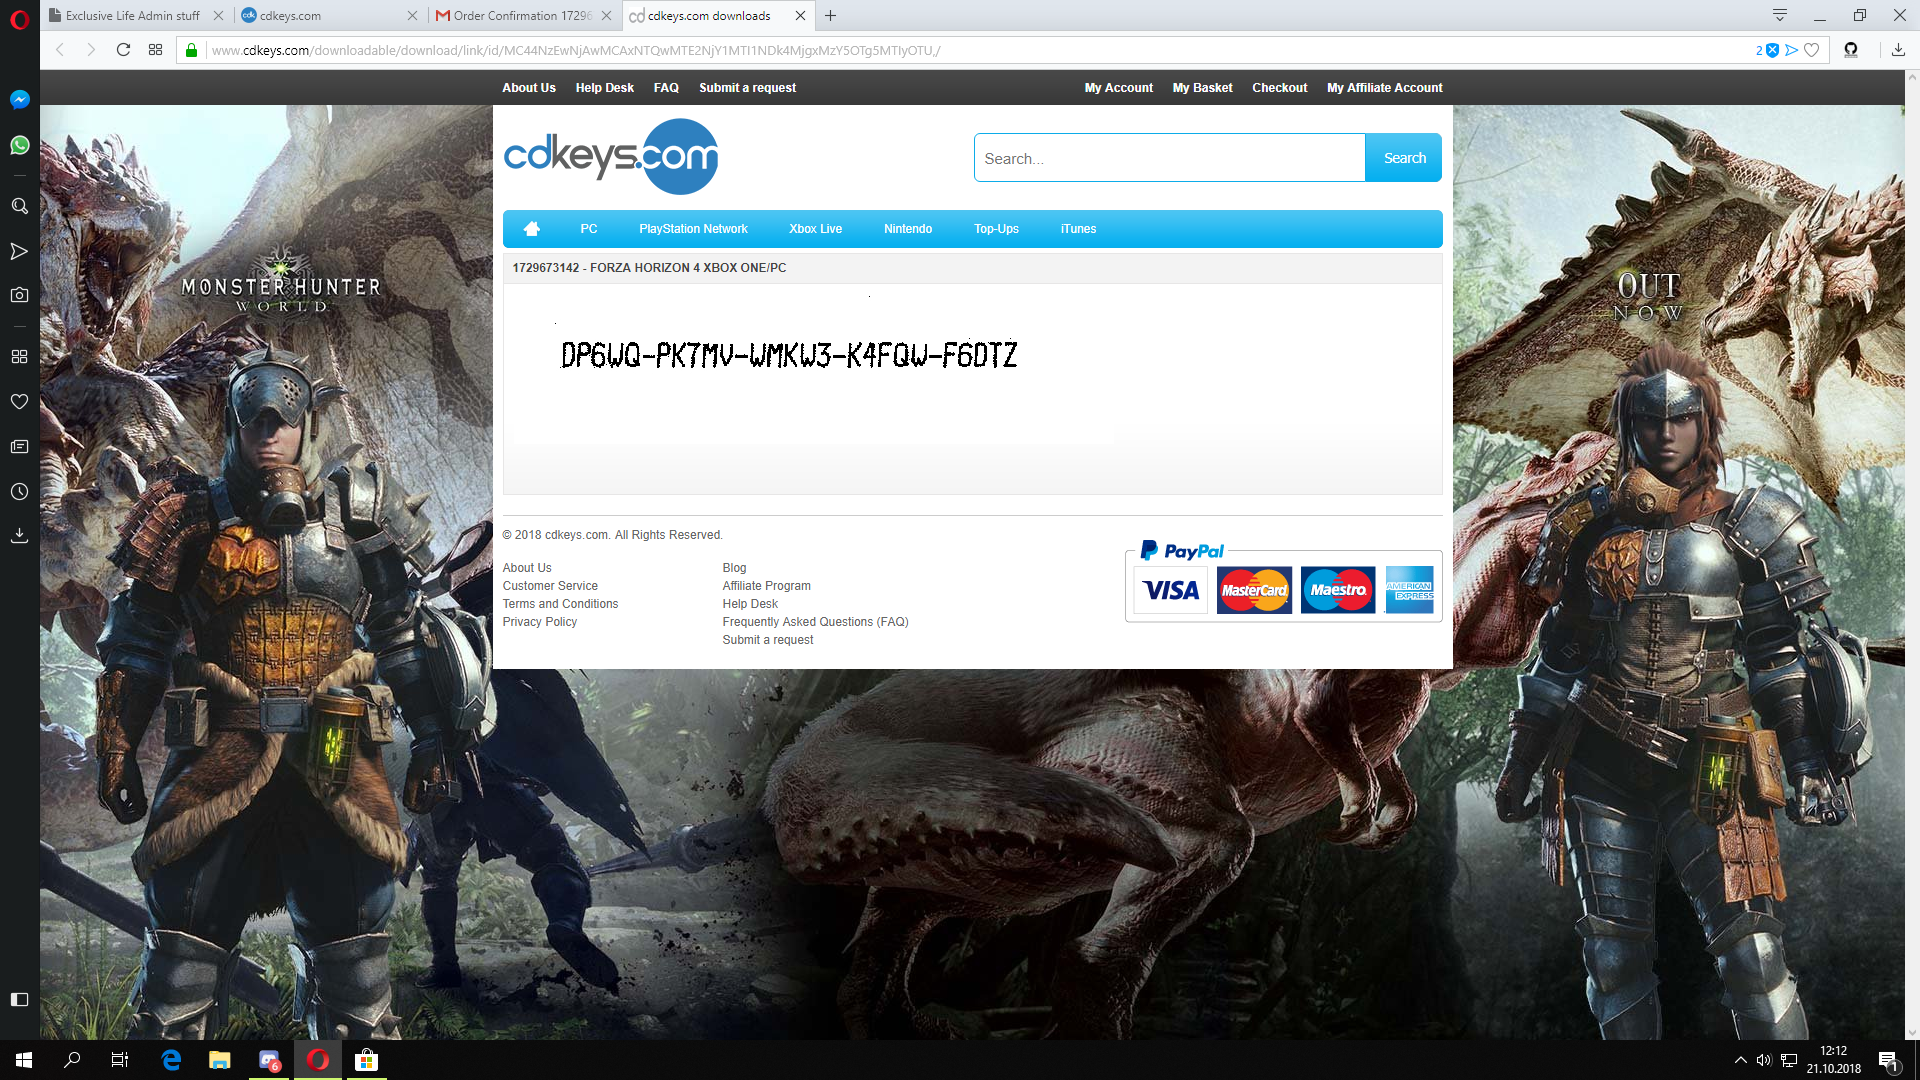 Exclusive Life Admin stuff
cdkeys.com
Order Confirmation 17296
cdkeys.com downloads
www.cdkeys.com/downloadable/download/link/id/MC44NzEwNjAwMCAxNTQwMTE2NjY1MTI1NDk4MjgxMzY5OTg5MTIyOTU,/
2
About Us Help Desk FAQ Submit a request
My Account My Basket Checkout My Affiliate Account
cdkeys.com
Search...
Search
PC PlayStation Network Xbox Live Nintendo Top-Ups iTunes
1729673142 - FORZA HORIZON 4 XBOX ONE/PC
DP6WQ-PK7MV-WMKW3-K4FQW-F6DTZ
MONSTER HUNTER
WORLD
OUT
NOW
© 2018 cdkeys.com. All Rights Reserved.
About Us
Customer Service
Terms and Conditions
Privacy Policy
Blog
Affiliate Program
Help Desk
Frequently Asked Questions (FAQ)
Submit a request
PayPal
VISA MasterCard Maestro AMERICAN EXPRESS
6
12:12
21.10.2018
1